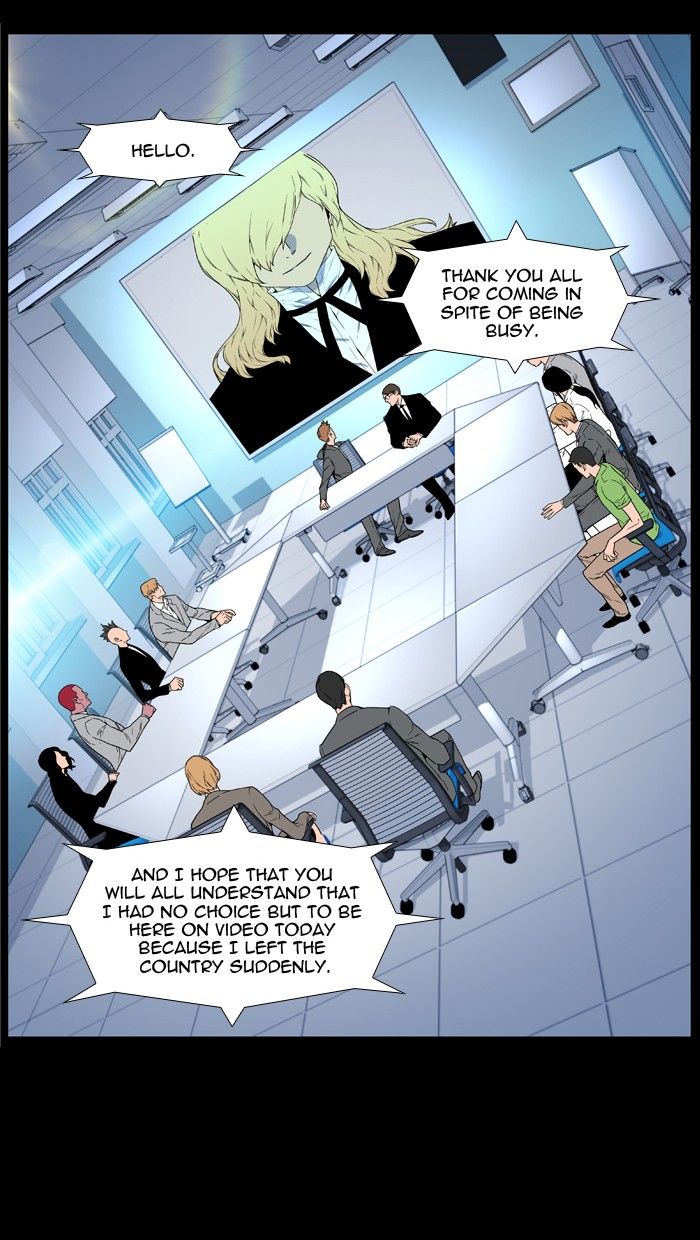 HELLO.
THANK YOU ALL
FOR COMING IN
SPITE OF BEING
BUSY.
AND I HOPE THAT YOU
WILL ALL UNDERSTAND THAT
I HAD NO CHOICE BUT TO BE
HERE ON VIDEO TODAY
BECAUSE I LEFT THE
COUNTRY SUDDENLY.